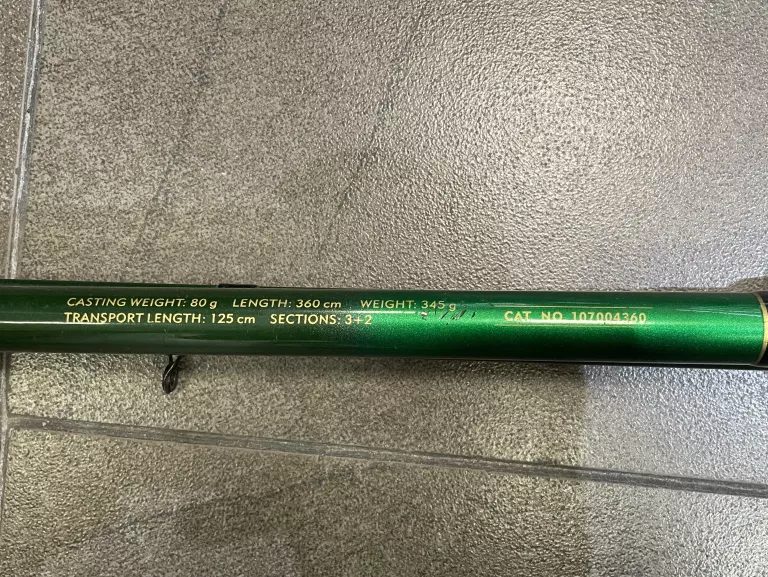 CASTING WEIGHT: 80 g LENGTH: 360 cm WEIGHT: 345 g
TRANSPORT LENGTH: 125 cm SECTIONS: 3+2
CAT. NO. 107004360